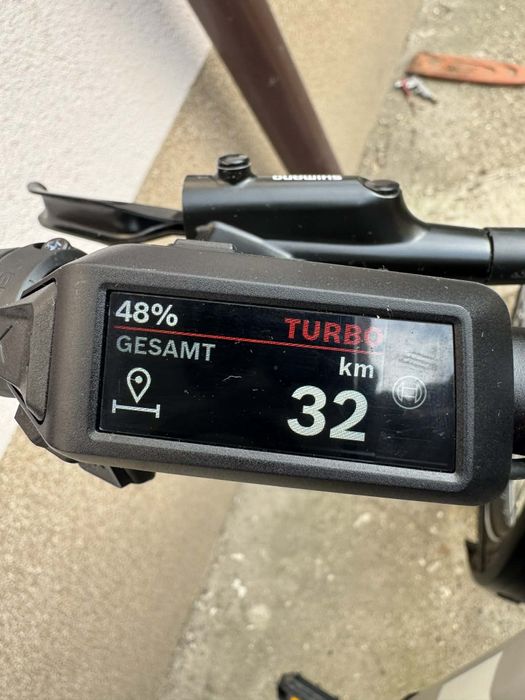 SHIMANO
48% TURBO
GESAMT
km
32